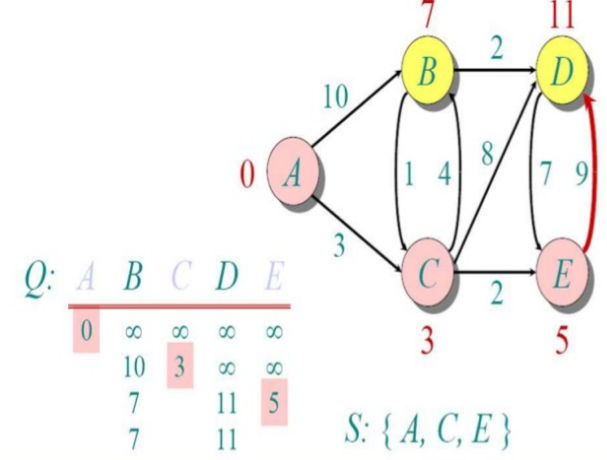 7 11
B 2 D
10
0 A 1 4 8 7 9
3
Q: A B C D E C 2 E
0 ∞ ∞ ∞ ∞
3 5
10 3 ∞ ∞
7 11 5
S: { A, C, E }
7 11